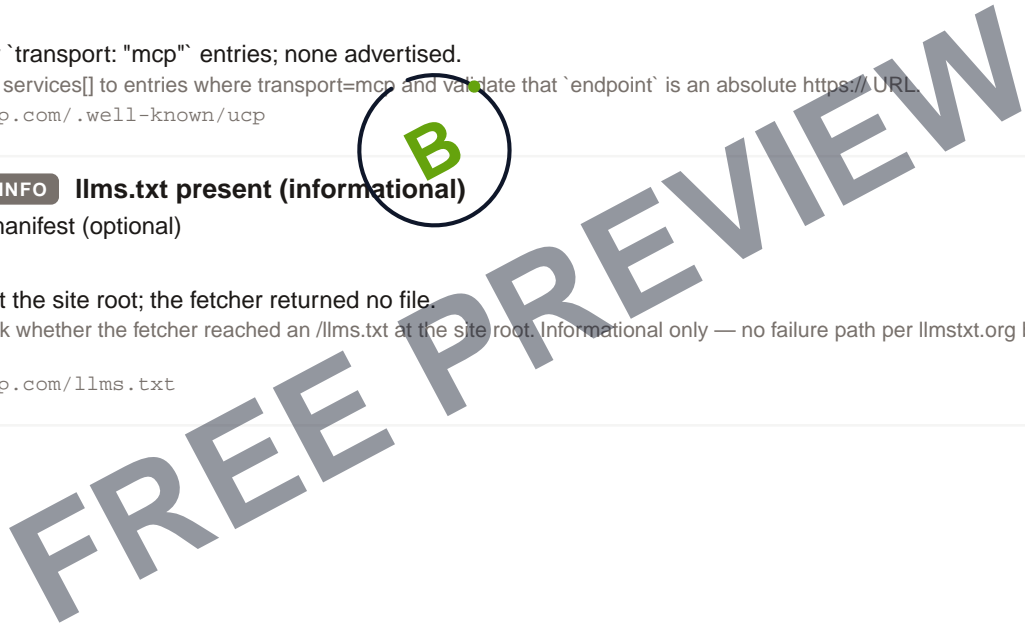 `transport: "mcp"` entries; none advertised.
services[] to entries where transport=mcp and validate that `endpoint` is an absolute https:// URL.
p.com/.well-known/ucp
B
INFO llms.txt present (informational)
manifest (optional)
t the site root; the fetcher returned no file.
k whether the fetcher reached an /llms.txt at the site root. Informational only — no failure path per llmstxt.org
p.com/llms.txt
FREE PREVIEW